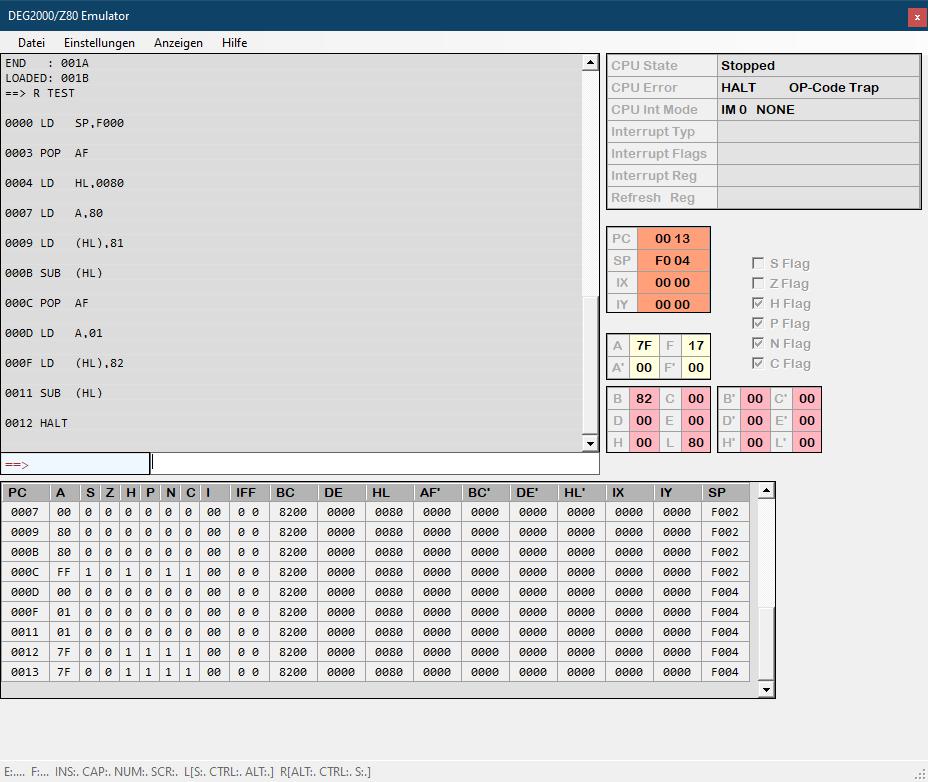 DEG2000/Z80 Emulator
x
Datei Einstellungen Anzeigen Hilfe
END : 001A
LOADED: 001B
==> R TEST
0000 LD SP,F000
0003 POP AF
0004 LD HL,0080
0007 LD A,80
0009 LD (HL),81
000B SUB (HL)
000C POP AF
000D LD A,01
000F LD (HL),82
0011 SUB (HL)
0012 HALT
==>
CPU State Stopped
CPU Error HALT OP-Code Trap
CPU Int Mode IM 0 NONE
Interrupt Typ
Interrupt Flags
Interrupt Reg
Refresh Reg
PC 00 13
SP F0 04
IX 00 00
IY 00 00
S Flag
Z Flag
H Flag
P Flag
N Flag
C Flag
A 7F F 17
A' 00 F' 00
B 82 C 00
D 00 E 00
H 00 L 80
B' 00 C' 00
D' 00 E' 00
H' 00 L' 00
PC A S Z H P N C I IFF BC DE HL AF' BC' DE' HL' IX IY SP
0007 00 0 0 0 0 0 0 00 0 0 8200 0000 0080 0000 0000 0000 0000 0000 0000 F002
0009 80 0 0 0 0 0 0 00 0 0 8200 0000 0080 0000 0000 0000 0000 0000 0000 F002
000B 80 0 0 0 0 0 0 00 0 0 8200 0000 0080 0000 0000 0000 0000 0000 0000 F002
000C FF 1 0 1 0 1 1 00 0 0 8200 0000 0080 0000 0000 0000 0000 0000 0000 F002
000D 00 0 0 0 0 0 0 00 0 0 8200 0000 0080 0000 0000 0000 0000 0000 0000 F004
000F 01 0 0 0 0 0 0 00 0 0 8200 0000 0080 0000 0000 0000 0000 0000 0000 F004
0011 01 0 0 0 0 0 0 00 0 0 8200 0000 0080 0000 0000 0000 0000 0000 0000 F004
0012 7F 0 0 1 1 1 1 00 0 0 8200 0000 0080 0000 0000 0000 0000 0000 0000 F004
0013 7F 0 0 1 1 1 1 00 0 0 8200 0000 0080 0000 0000 0000 0000 0000 0000 F004
E:.... F:... INS:. CAP:. NUM:. SCR:. L[S:. CTRL:. ALT:.] R[ALT:. CTRL:. S:.]